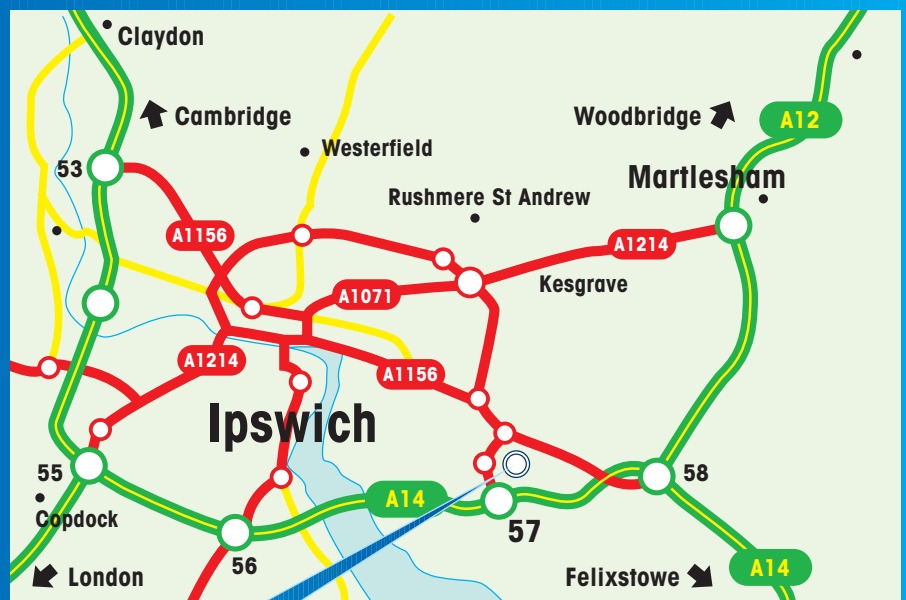 Claydon
Cambridge
Woodbridge
A12
53
Westerfield
Martlesham
Rushmere St Andrew
A1156
A1214
Kesgrave
A1071
A1214
A1156
Ipswich
55
58
A14
Copdock
57
56
London
Felixstowe
A14